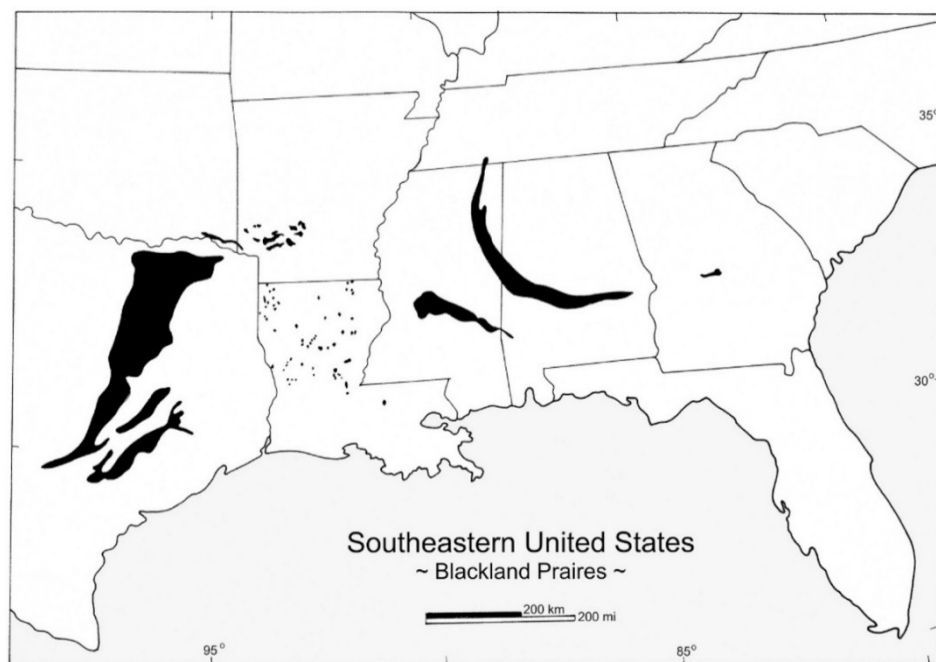 35°
30°
Southeastern United States
~ Blackland Praires ~
200 km
200 mi
95°
85°